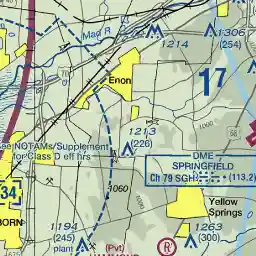 Mad R
1214
1306
(254)
Enon
17
1000
1213
(226)
See NOTAMs/Supplement
for Class D eff hrs
DME
SPRINGFIELD
Ch 79 SGH (113.2)
34
1060
Yellow
Springs
BORN
1194
(245)
plant
(Pvt)
R
1263
(300)